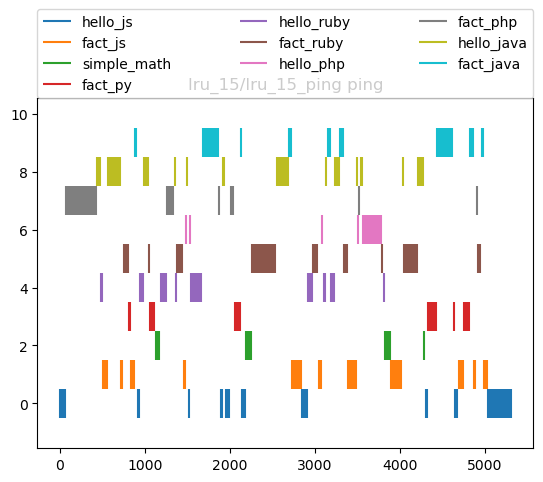 hello_js hello_ruby fact_php
fact_js fact_ruby hello_java
simple_math hello_php fact_java
fact_py
lru_15/lru_15_ping ping
10
8
6
4
2
0
0 1000 2000 3000 4000 5000